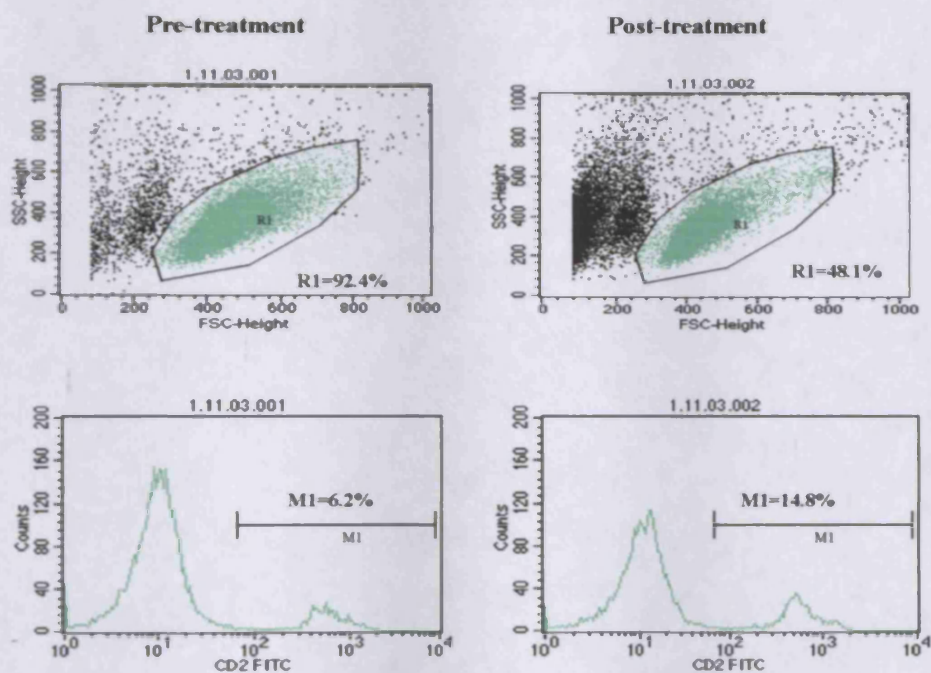 Pre-treatment
Post-treatment
1.11.03.001
SSC-Height
1000
800
600
400
200
0
R1
R1=92.4%
0 200 400 600 800 1000
FSC-Height
1.11.03.002
SSC-Height
1000
800
600
400
200
0
R1
R1=48.1%
0 200 400 600 800 1000
FSC-Height
1.11.03.001
Counts
200
160
120
80
40
0
M1=6.2%
M1
10^0 10^1 10^2 10^3 10^4
CD2 FITC
1.11.03.002
Counts
200
160
120
80
40
0
M1=14.8%
M1
10^0 10^1 10^2 10^3 10^4
CD2 FITC